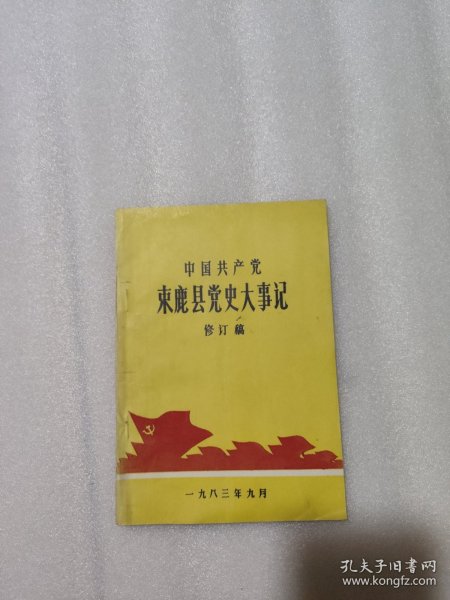 中国共产党
束鹿县党史大事记
修订稿
一九八三年九月
孔夫子旧书网
www.kongfz.com